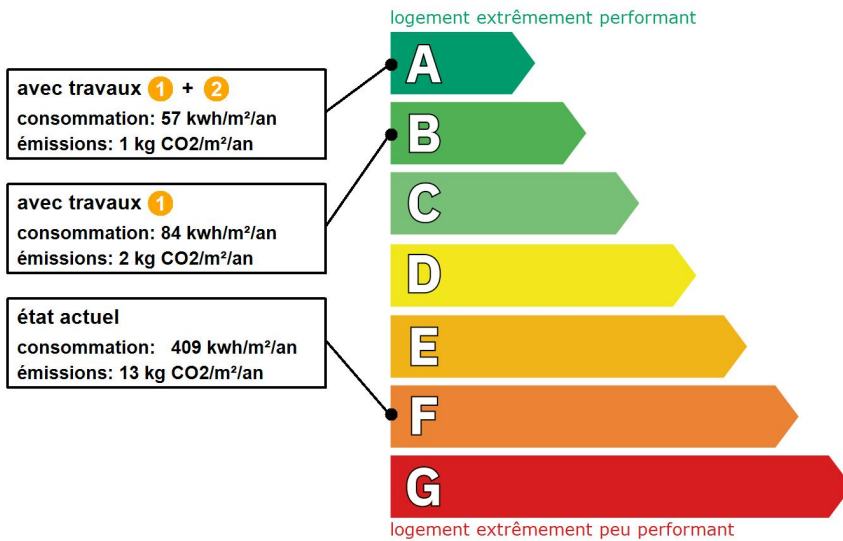 logement extrêmement performant
A
avec travaux 1 + 2
consommation: 57 kwh/m²/an
émissions: 1 kg CO2/m²/an
B
avec travaux 1
consommation: 84 kwh/m²/an
émissions: 2 kg CO2/m²/an
C
D
état actuel
consommation: 409 kwh/m²/an
émissions: 13 kg CO2/m²/an
E
F
G
logement extrêmement peu performant